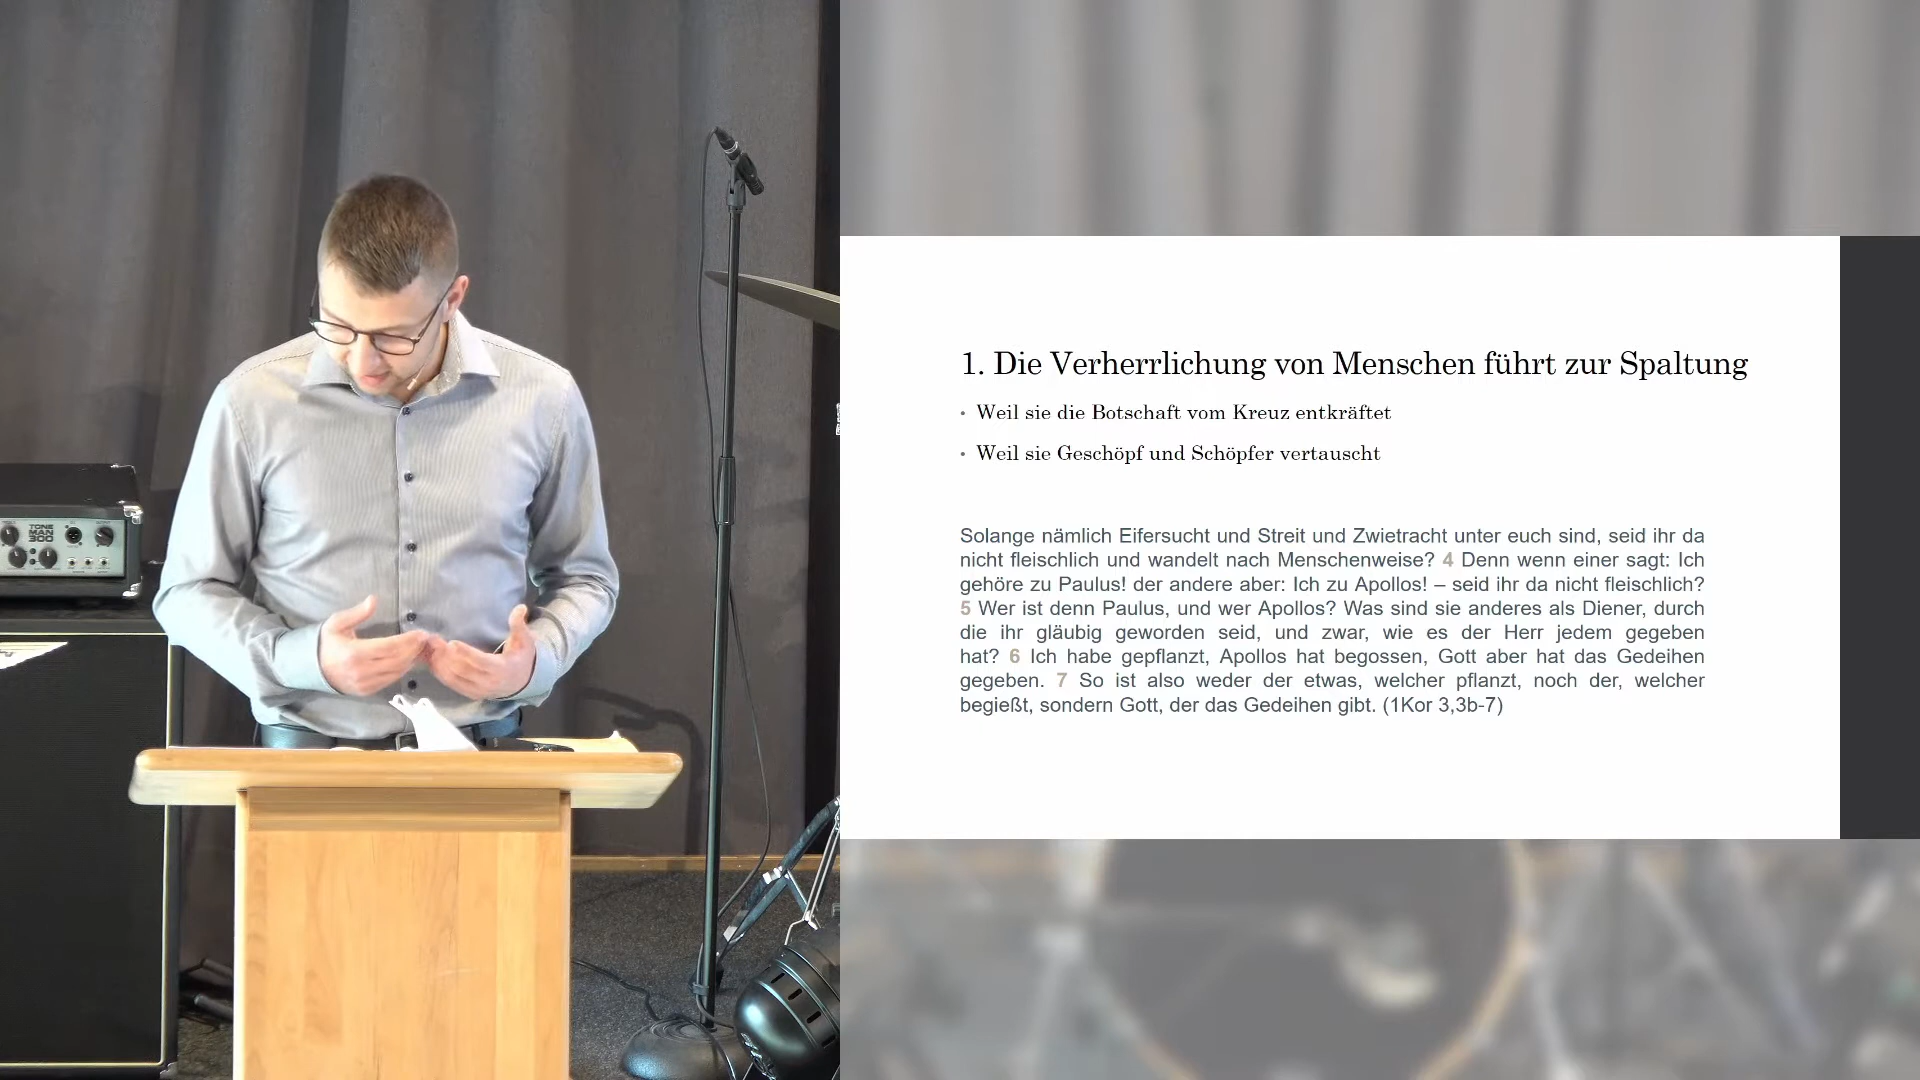 TONE
MAN
300
1. Die Verherrlichung von Menschen führt zur Spaltung
• Weil sie die Botschaft vom Kreuz entkräftet
• Weil sie Geschöpf und Schöpfer vertauscht
Solange nämlich Eifersucht und Streit und Zwietracht unter euch sind, seid ihr da
nicht fleischlich und wandelt nach Menschenweise? 4 Denn wenn einer sagt: Ich
gehöre zu Paulus! der andere aber: Ich zu Apollos! – seid ihr da nicht fleischlich?
5 Wer ist denn Paulus, und wer Apollos? Was sind sie anderes als Diener, durch
die ihr gläubig geworden seid, und zwar, wie es der Herr jedem gegeben
hat? 6 Ich habe gepflanzt, Apollos hat begossen, Gott aber hat das Gedeihen
gegeben. 7 So ist also weder der etwas, welcher pflanzt, noch der, welcher
begießt, sondern Gott, der das Gedeihen gibt. (1Kor 3,3b-7)